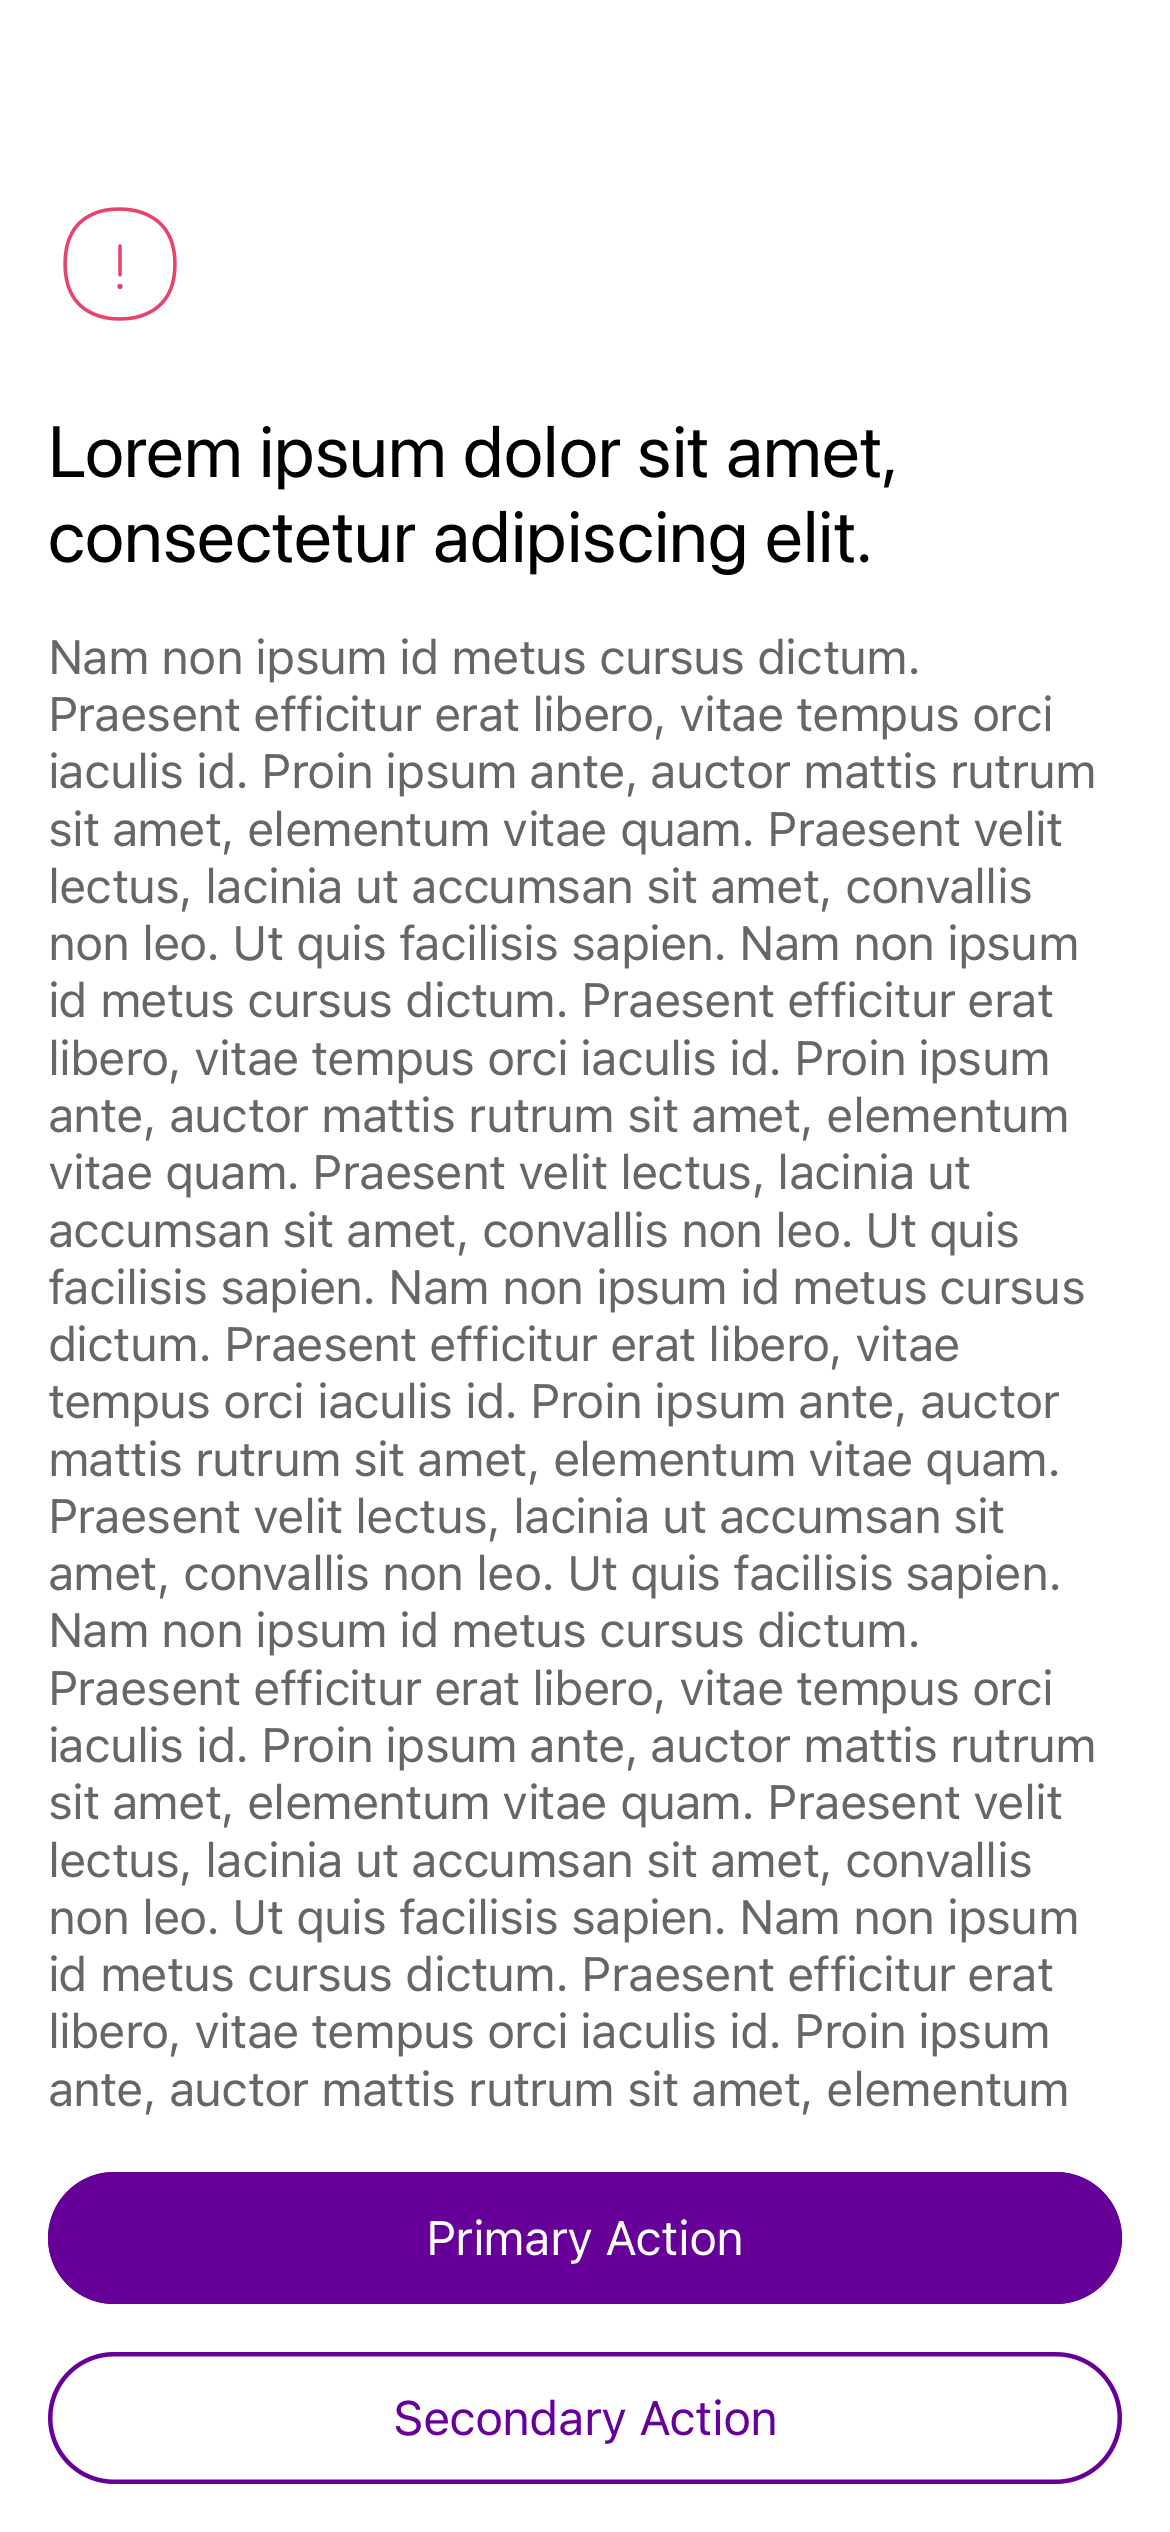 Lorem ipsum dolor sit amet,
consectetur adipiscing elit.
Nam non ipsum id metus cursus dictum.
Praesent efficitur erat libero, vitae tempus orci
iaculis id. Proin ipsum ante, auctor mattis rutrum
sit amet, elementum vitae quam. Praesent velit
lectus, lacinia ut accumsan sit amet, convallis
non leo. Ut quis facilisis sapien. Nam non ipsum
id metus cursus dictum. Praesent efficitur erat
libero, vitae tempus orci iaculis id. Proin ipsum
ante, auctor mattis rutrum sit amet, elementum
vitae quam. Praesent velit lectus, lacinia ut
accumsan sit amet, convallis non leo. Ut quis
facilisis sapien. Nam non ipsum id metus cursus
dictum. Praesent efficitur erat libero, vitae
tempus orci iaculis id. Proin ipsum ante, auctor
mattis rutrum sit amet, elementum vitae quam.
Praesent velit lectus, lacinia ut accumsan sit
amet, convallis non leo. Ut quis facilisis sapien.
Nam non ipsum id metus cursus dictum.
Praesent efficitur erat libero, vitae tempus orci
iaculis id. Proin ipsum ante, auctor mattis rutrum
sit amet, elementum vitae quam. Praesent velit
lectus, lacinia ut accumsan sit amet, convallis
non leo. Ut quis facilisis sapien. Nam non ipsum
id metus cursus dictum. Praesent efficitur erat
libero, vitae tempus orci iaculis id. Proin ipsum
ante, auctor mattis rutrum sit amet, elementum
Primary Action
Secondary Action